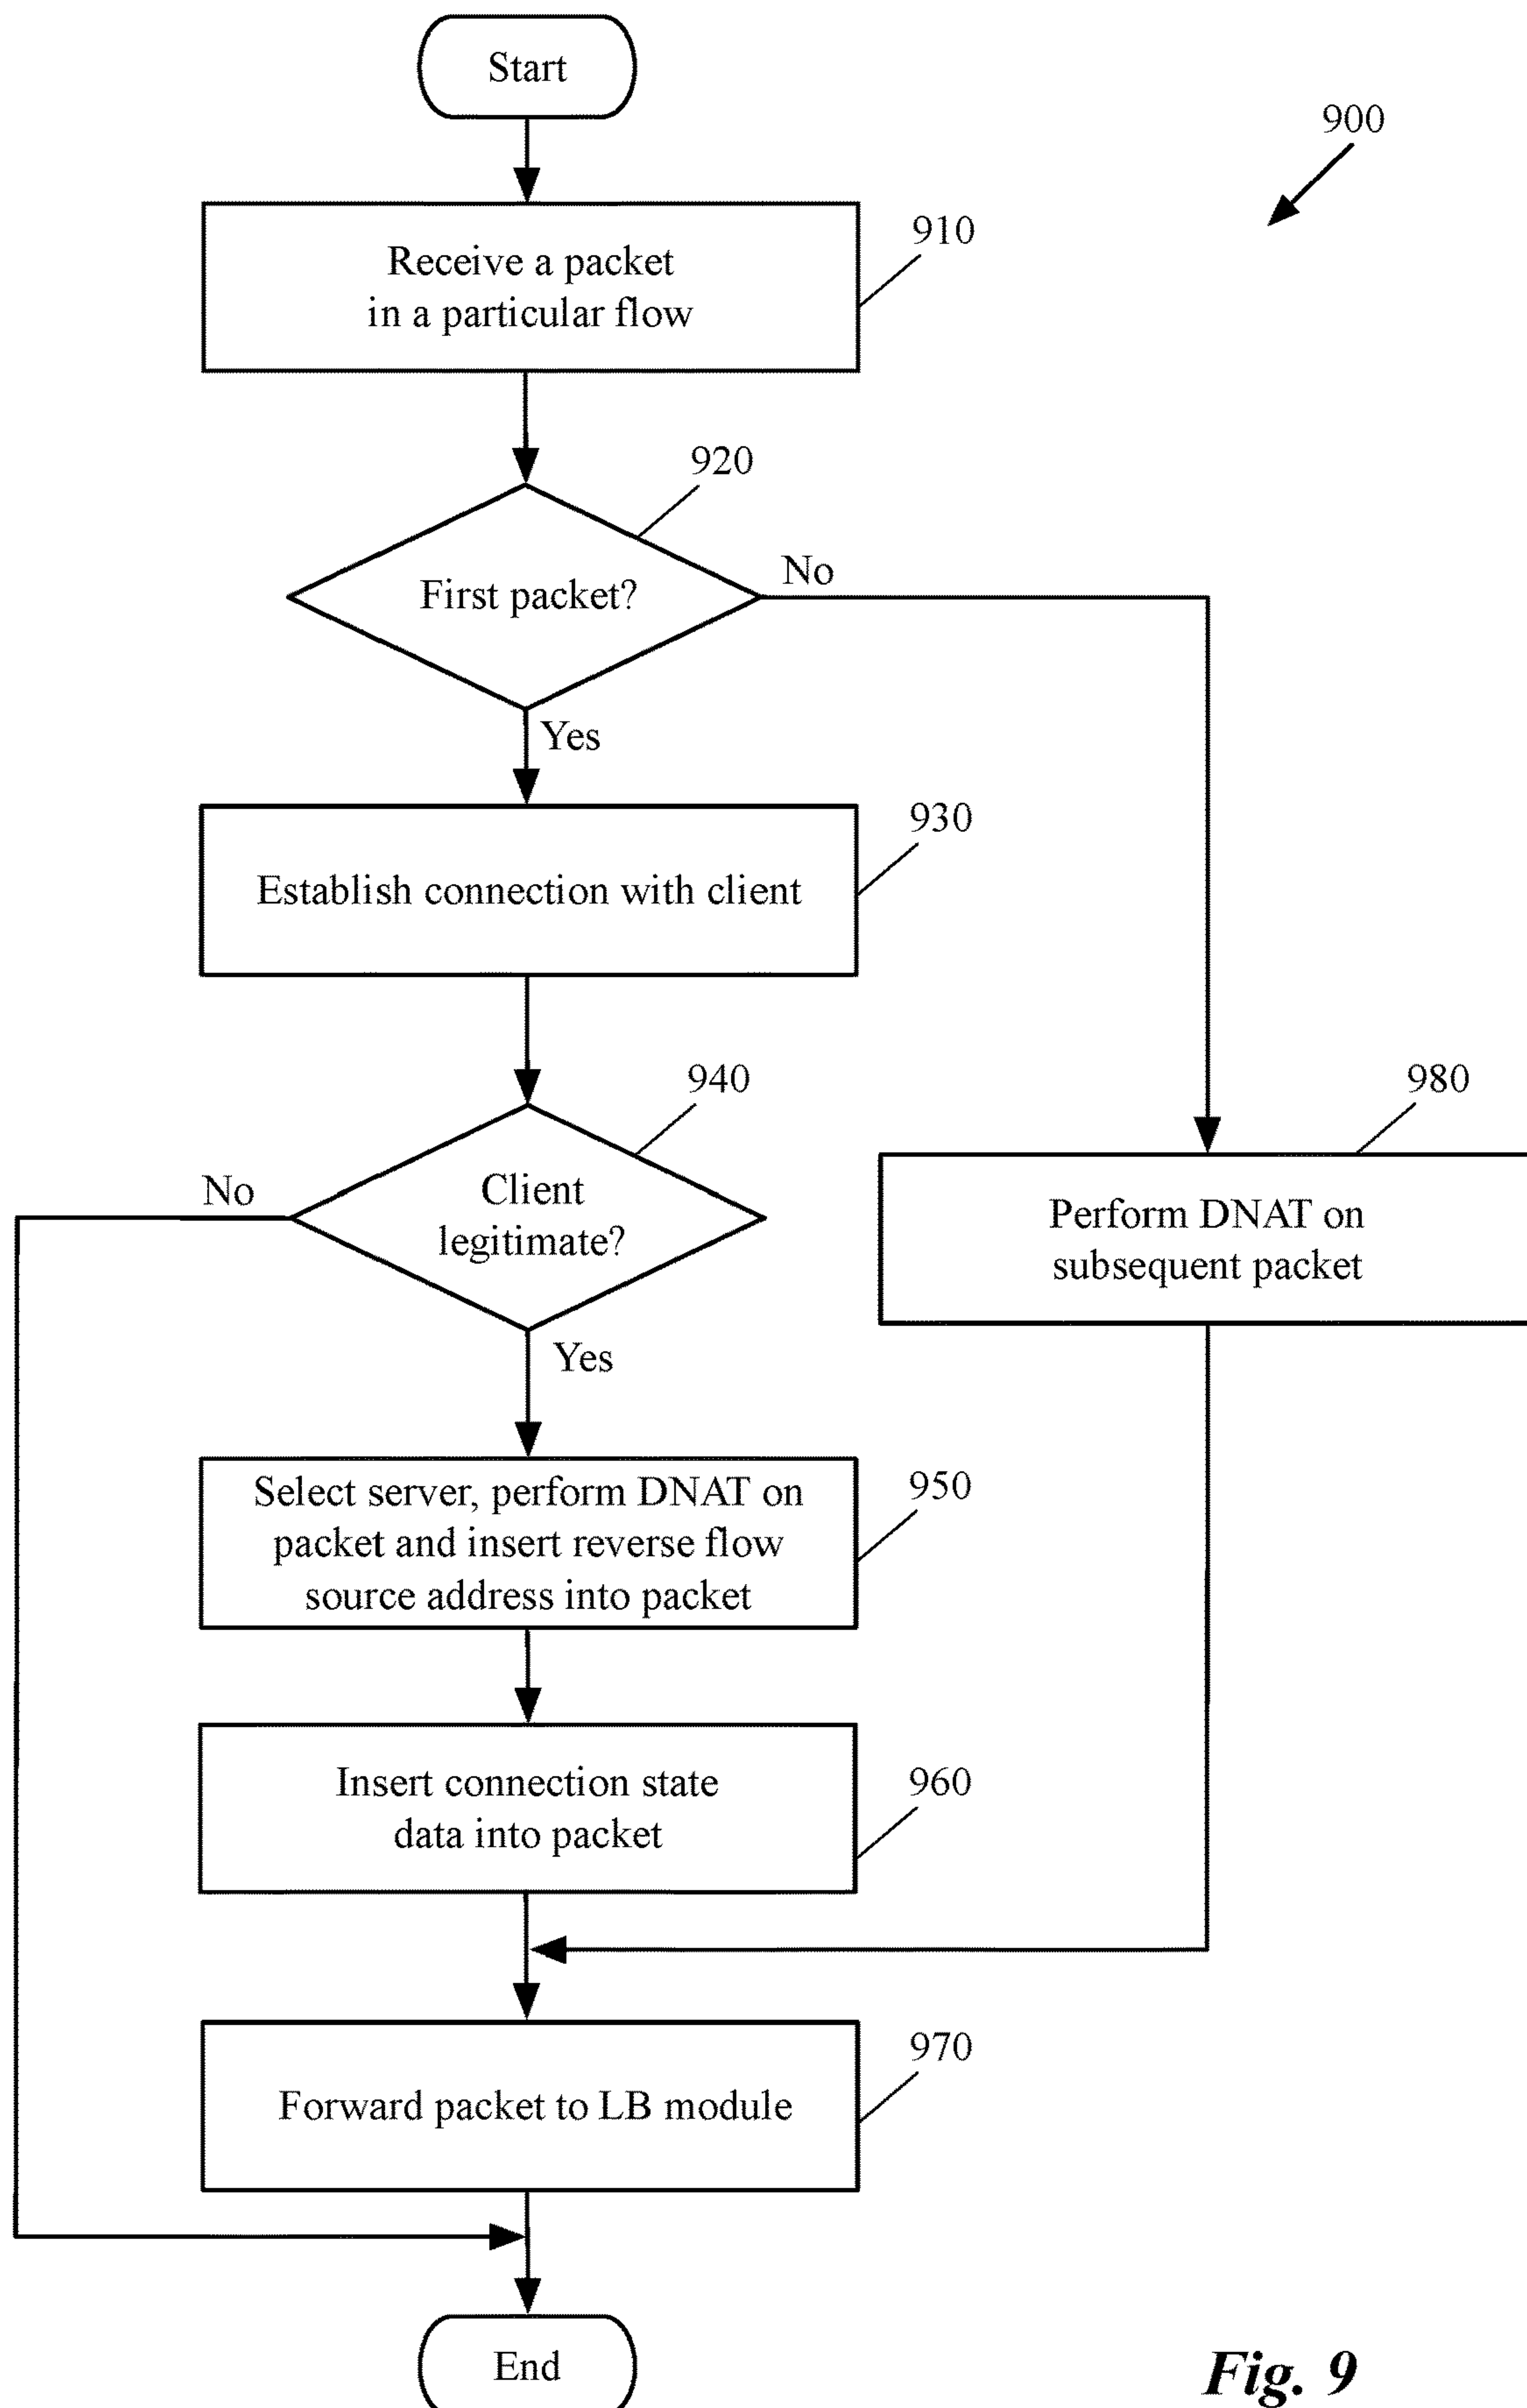 Start
900
Receive a packet
in a particular flow
910
First packet?
920
No
Yes
Establish connection with client
930
Client
legitimate?
940
No
Yes
Perform DNAT on
subsequent packet
980
Select server, perform DNAT on
packet and insert reverse flow
source address into packet
950
Insert connection state
data into packet
960
Forward packet to LB module
970
End
Fig. 9